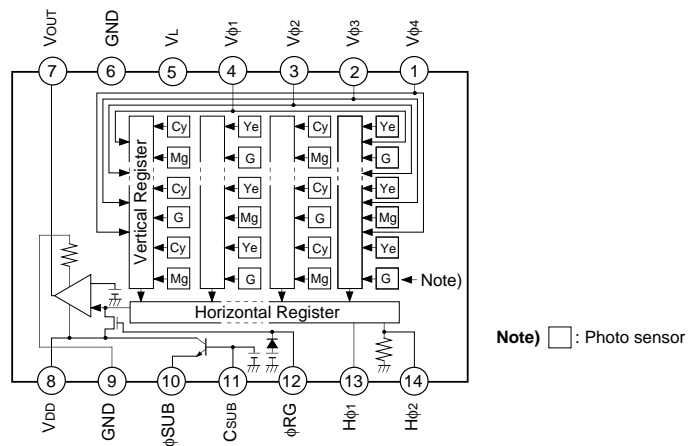 VOUT GND VL Vϕ1 Vϕ2 Vϕ3 Vϕ4
7 6 5 4 3 2 1
Cy Ye Cy Ye
Mg G Mg G
Cy Ye Cy Ye
G Mg G Mg
Cy Ye Cy Ye
Mg G Mg G
Vertical Register
Note)
Horizontal Register
Note) : Photo sensor
8 9 10 11 12 13 14
VDD GND ϕSUB CSUB ϕRG Hϕ1 Hϕ2